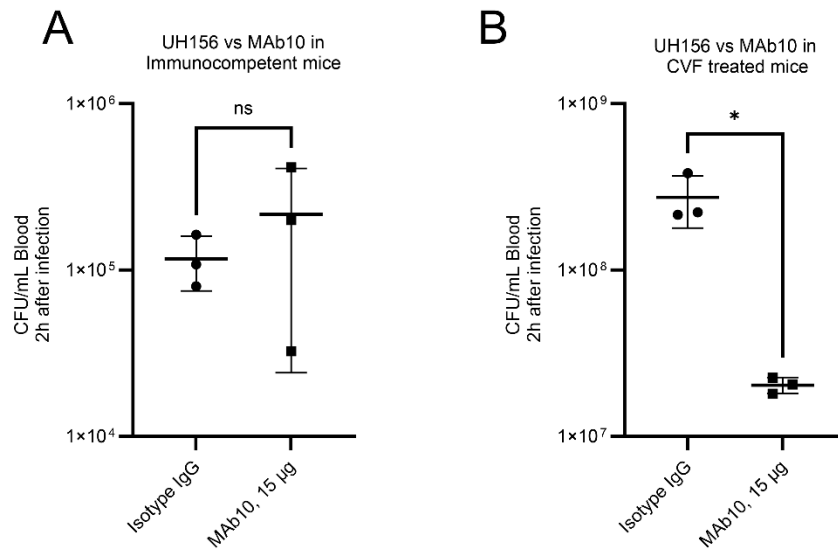 A
UH156 vs MAb10 in
Immunocompetent mice
1×10⁶
1×10⁵
1×10⁴
CFU/mL Blood
2h after infection
ns
Isotype IgG
MAb10, 15 µg
B
UH156 vs MAb10 in
CVF treated mice
1×10⁹
1×10⁸
1×10⁷
CFU/mL Blood
2h after infection
*
Isotype IgG
MAb10, 15 µg